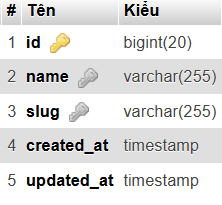 # Tên Kiểu
1 id bigint(20)
2 name varchar(255)
3 slug varchar(255)
4 created_at timestamp
5 updated_at timestamp